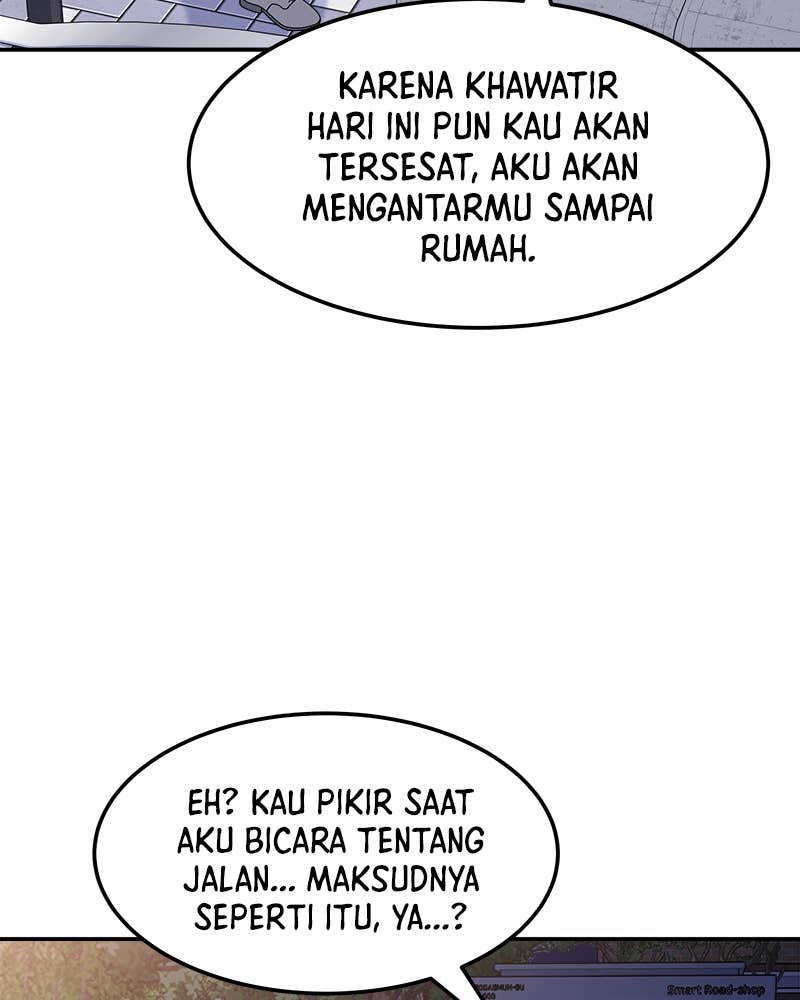 KARENA KHAWATIR
HARI INI PUN KAU AKAN
TERSESAT, AKU AKAN
MENGANTARMU SAMPAI
RUMAH.
EH? KAU PIKIR SAAT
AKU BICARA TENTANG
JALAN... MAKSUDNYA
SEPERTI ITU, YA...?
Smart Road-shop